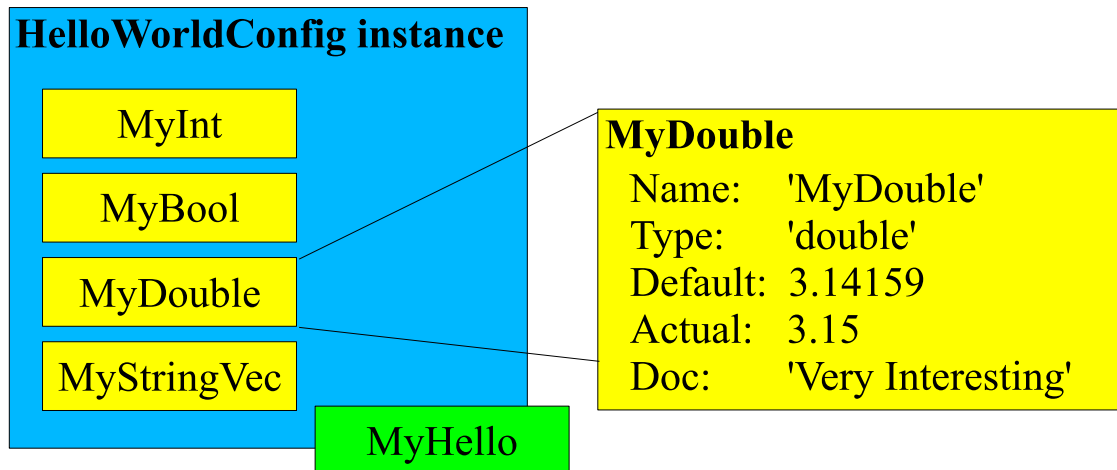 HelloWorldConfig instance
MyInt
MyBool
MyDouble
MyStringVec
MyHello
MyDouble
Name: 'MyDouble'
Type: 'double'
Default: 3.14159
Actual: 3.15
Doc: 'Very Interesting'